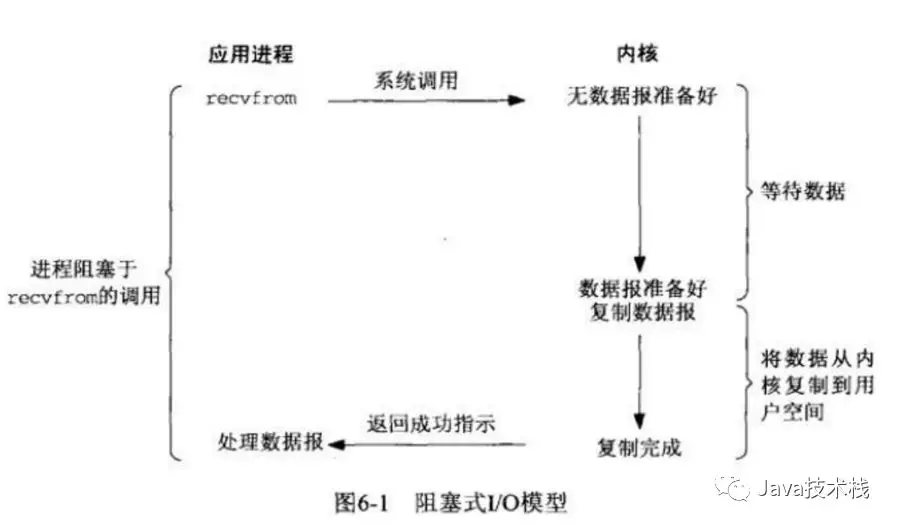 应用进程
内核
recvfrom
系统调用
无数据报准备好
等待数据
进程阻塞于
recvfrom的调用
数据报准备好
复制数据报
将数据从内
核复制到用
户空间
处理数据报
返回成功指示
复制完成
图6-1 阻塞式I/O模型
Java技术栈